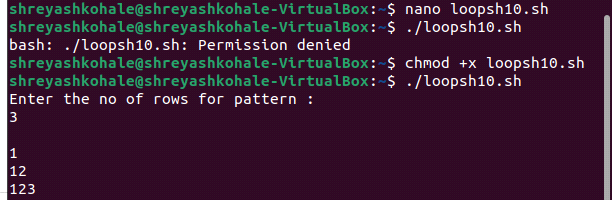 shreyashkohale@shreyashkohale-VirtualBox:~$ nano loopsh10.sh
shreyashkohale@shreyashkohale-VirtualBox:~$ ./loopsh10.sh
bash: ./loopsh10.sh: Permission denied
shreyashkohale@shreyashkohale-VirtualBox:~$ chmod +x loopsh10.sh
shreyashkohale@shreyashkohale-VirtualBox:~$ ./loopsh10.sh
Enter the no of rows for pattern :
3
1
12
123